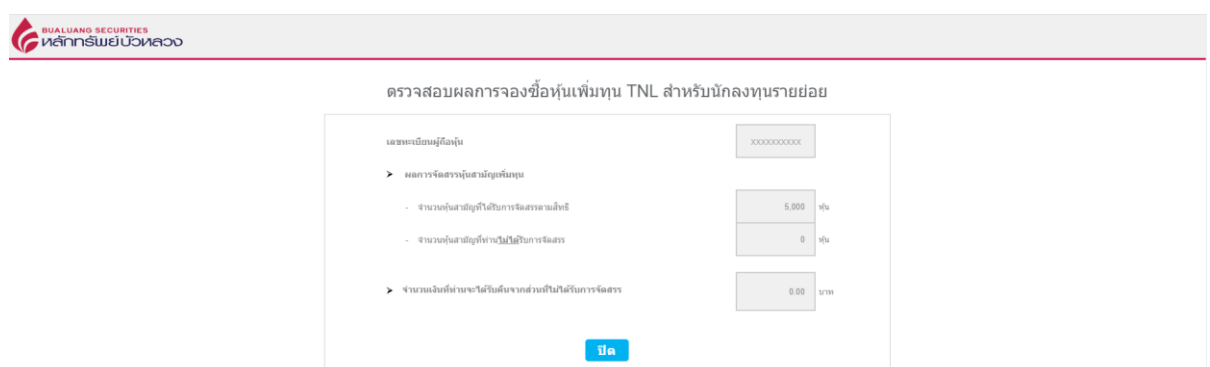 BUALUANG SECURITIES
หลักทรัพย์บัวหลวง
ตรวจสอบผลการจองซื้อหุ้นเพิ่มทุน TNL สำหรับนักลงทุนรายย่อย
เลขทะเบียนผู้ถือหุ้น XXXXXXXXXX
➤ ผลการจัดสรรหุ้นสามัญเพิ่มทุน
- จำนวนหุ้นสามัญที่ได้รับการจัดสรรตามสิทธิ 5,000 หุ้น
- จำนวนหุ้นสามัญที่ท่านไม่ได้รับการจัดสรร 0 หุ้น
➤ จำนวนเงินที่ท่านจะได้รับคืนจากส่วนที่ไม่ได้รับการจัดสรร 0.00 บาท
ปิด